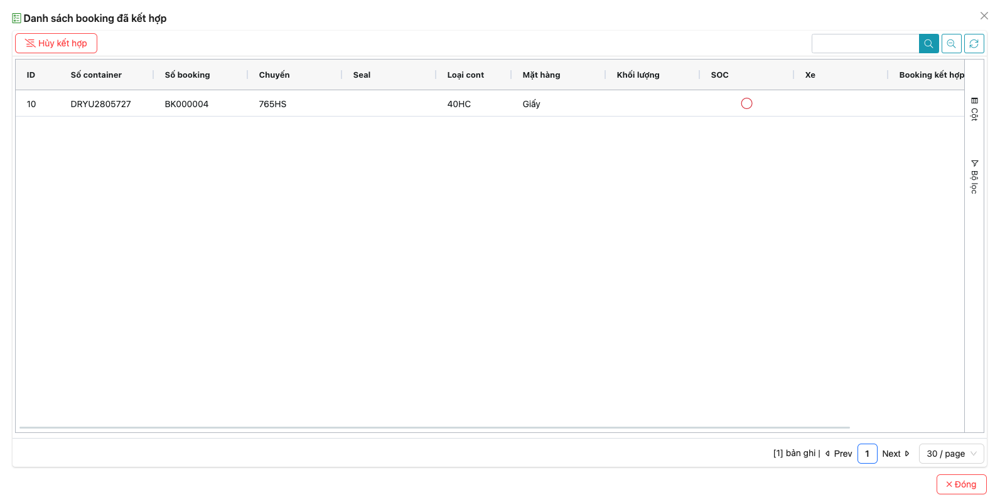 Danh sách booking đã kết hợp
Hủy kết hợp
ID Số container Số booking Chuyến Seal Loại cont Mặt hàng Khối lượng SOC Xe Booking kết hợp
10 DRYU2805727 BK000004 765HS 40HC Giấy
Cột
Bộ lọc
[1] bản ghi | Prev 1 Next 30 / page
Đóng